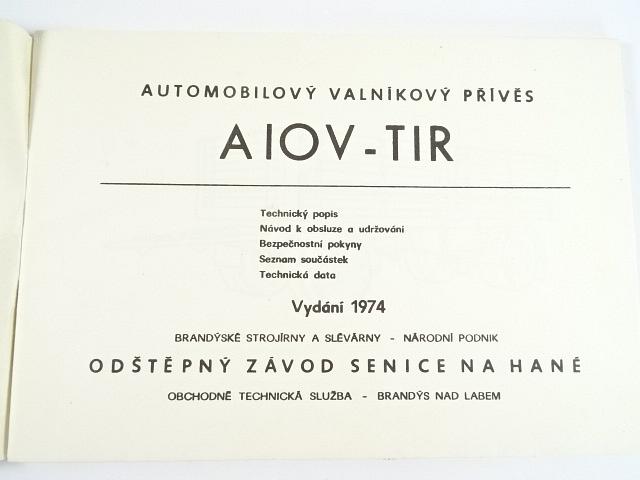 AUTOMOBILOVÝ VALNÍKOVÝ PŘÍVĚS
A10V-TIR
Technický popis
Návod k obsluze a udržování
Bezpečnostní pokyny
Seznam součástek
Technická data
Vydání 1974
BRANDÝSKÉ STROJÍRNY A SLÉVÁRNY - NÁRODNÍ PODNIK
ODŠTĚPNÝ ZÁVOD SENICE NA HANÉ
OBCHODNĚ TECHNICKÁ SLUŽBA - BRANDÝS NAD LABEM